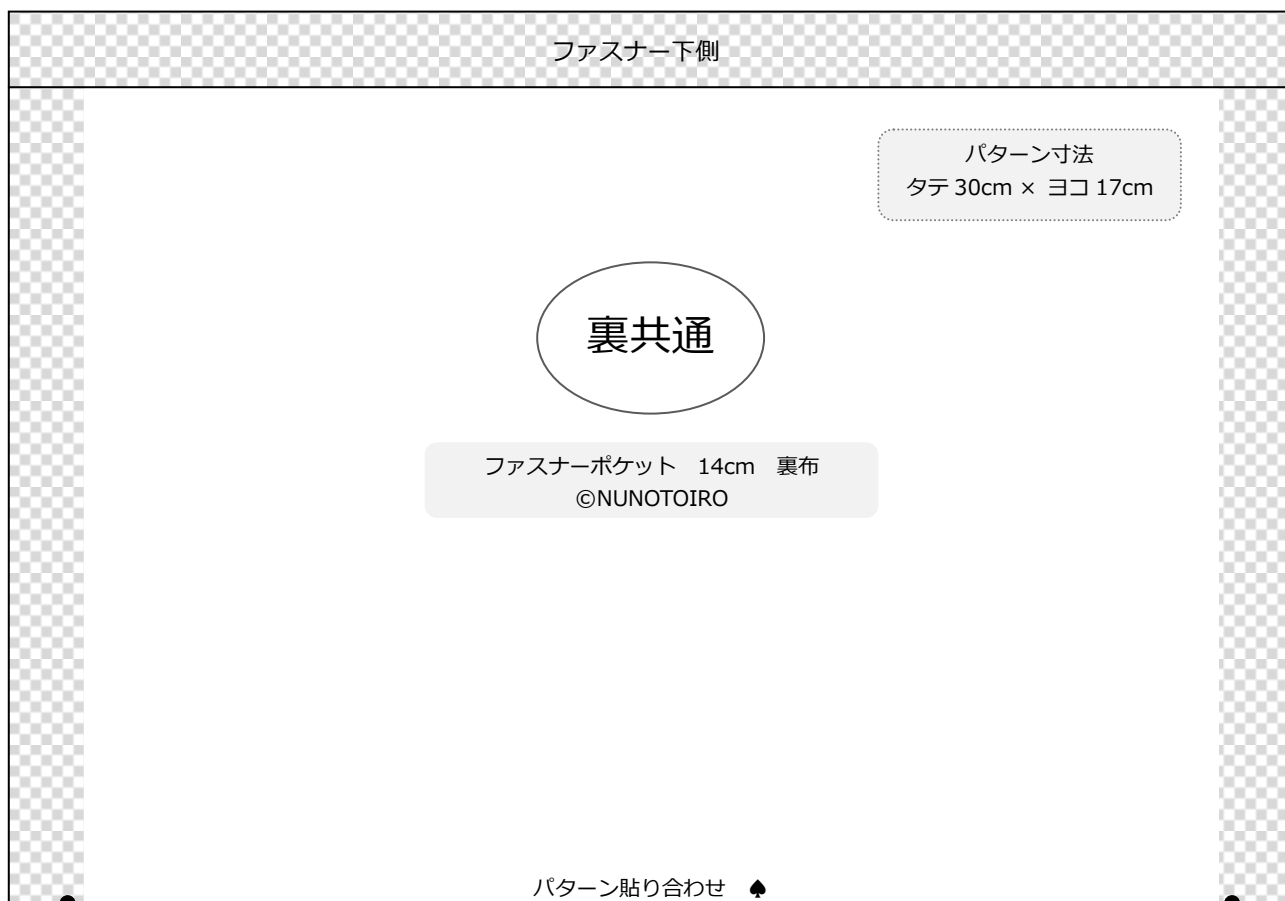 ファスナー下側
パターン寸法
タテ 30cm × ヨコ 17cm
裏共通
ファスナーポケット　14cm　裏布
©NUNOTOIRO
パターン貼り合わせ　♠